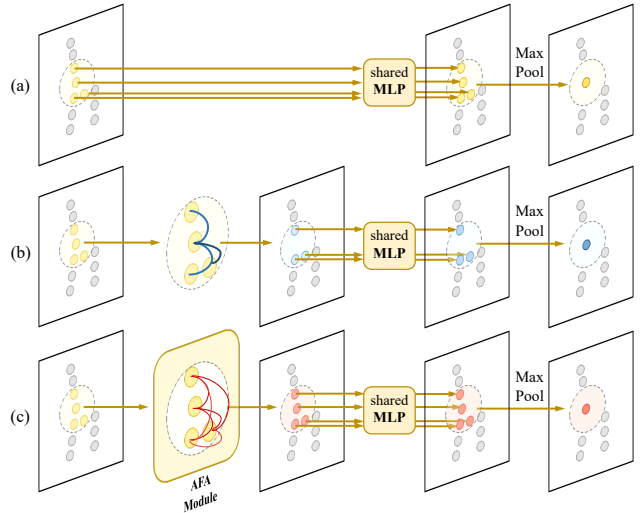 (a)
shared
MLP
Max
Pool
(b)
shared
MLP
Max
Pool
(c)
AFA
Module
shared
MLP
Max
Pool